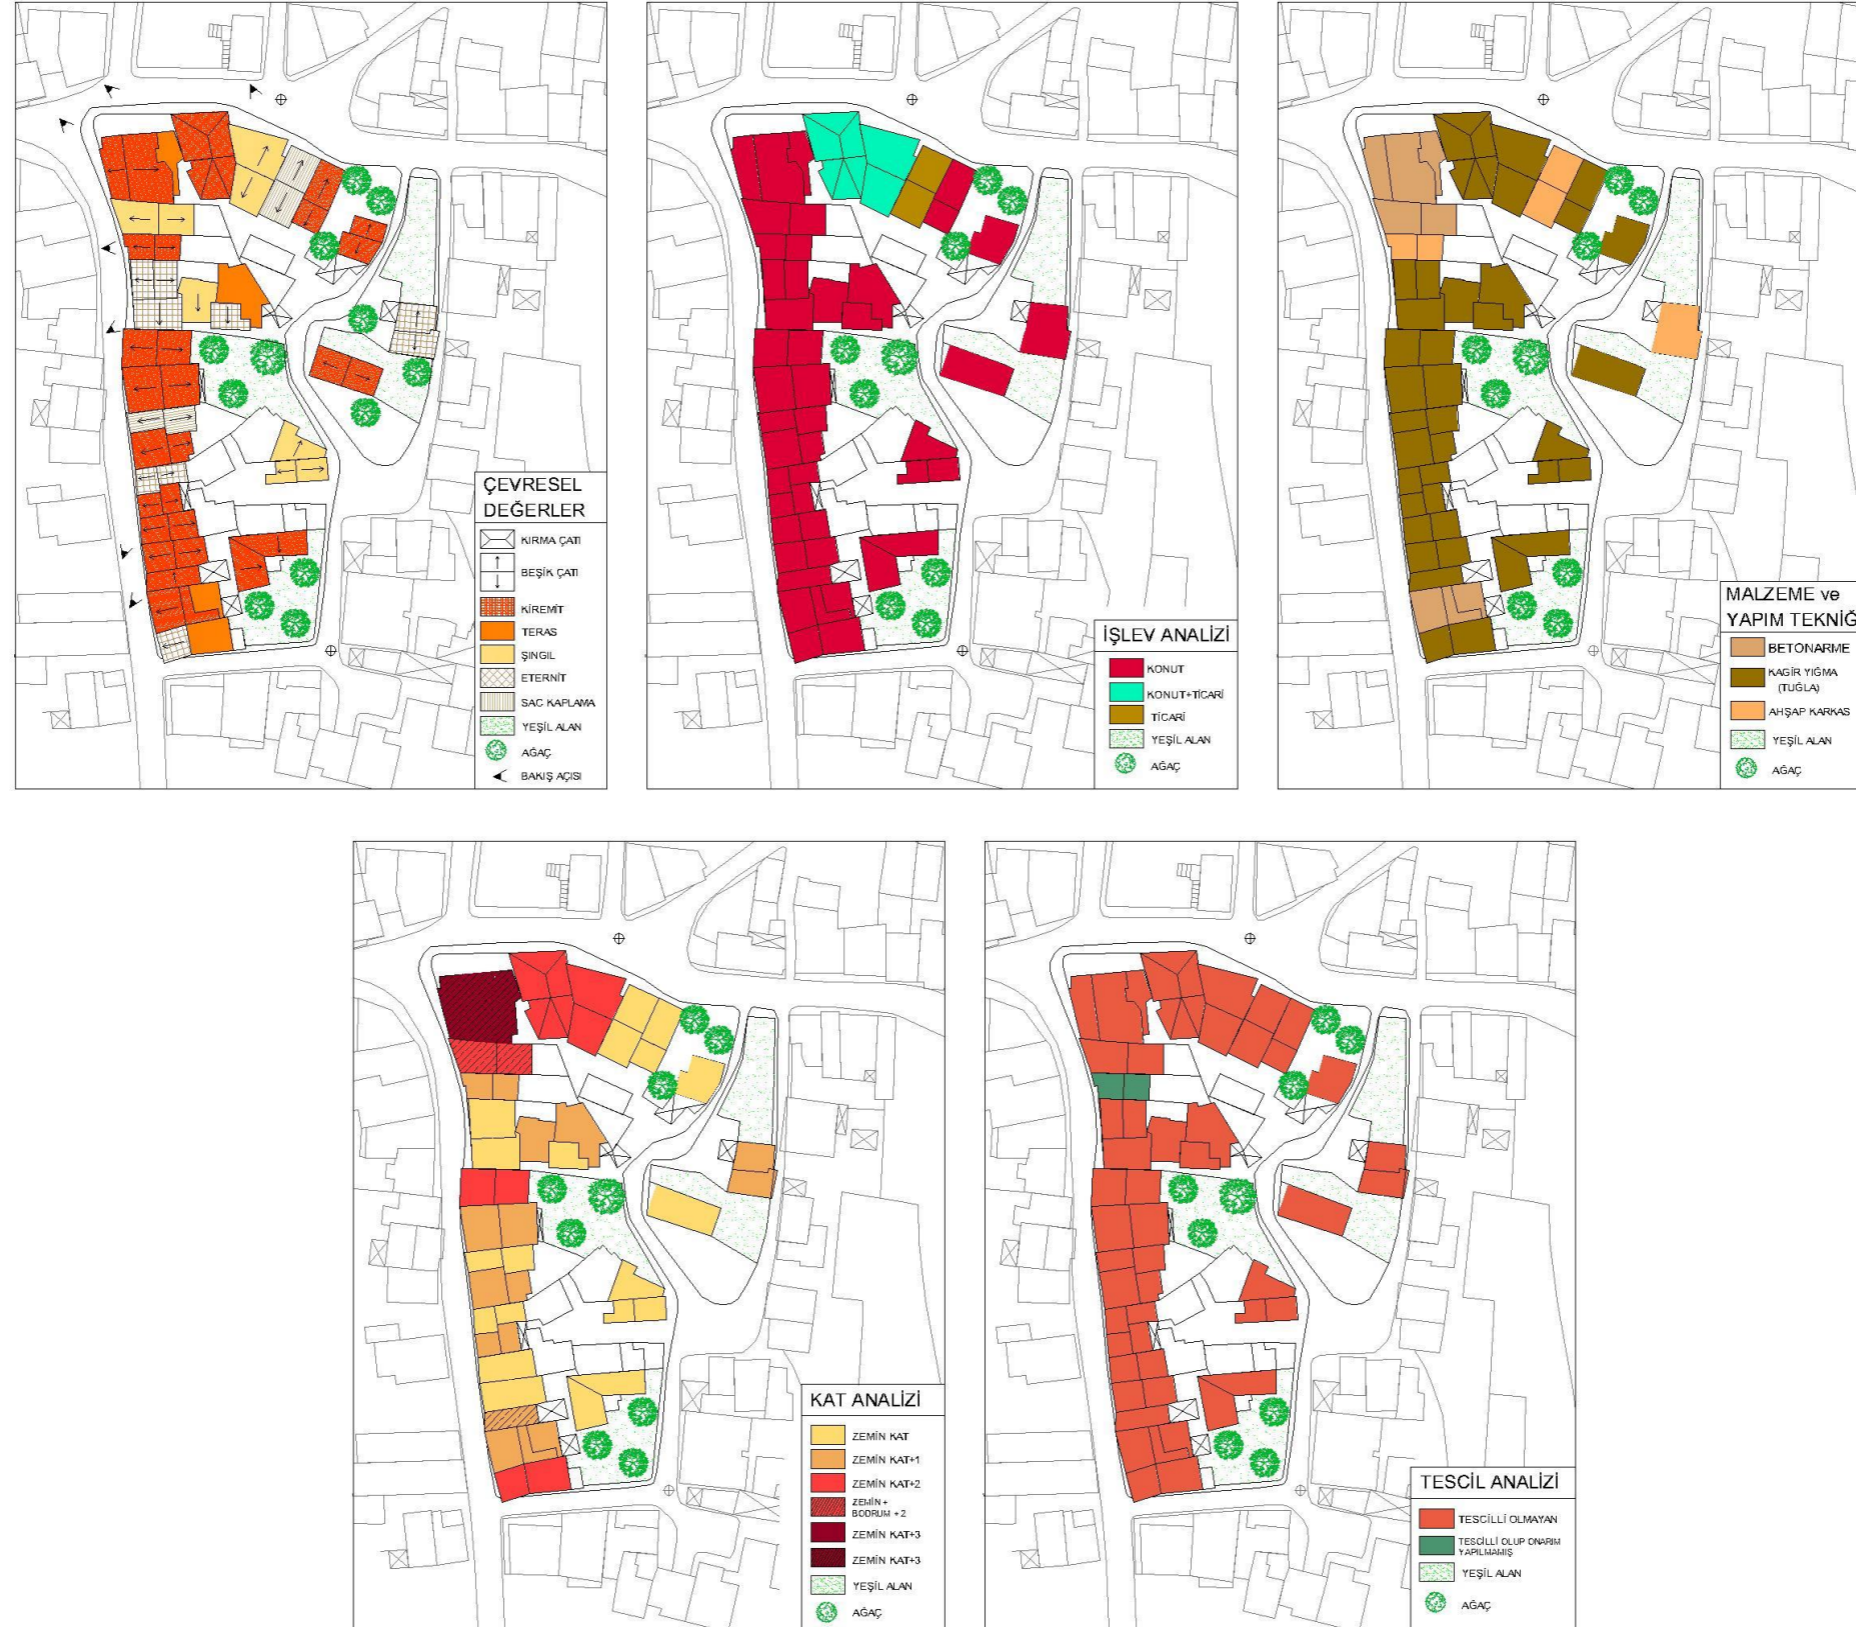 ÇEVRESEL
DEĞERLER
KIRMA ÇATI
BEŞİK ÇATI
KİREMİT
TERAS
ŞINGIL
ETERNİT
SAC KAPLAMA
YEŞİL ALAN
AĞAÇ
BAKIŞ AÇISI
İŞLEV ANALİZİ
KONUT
KONUT+TİCARİ
TİCARİ
YEŞİL ALAN
AĞAÇ
MALZEME ve
YAPIM TEKNİĞ
BETONARME
KAGİR YIĞMA
(TUĞLA)
AHŞAP KARKAS
YEŞİL ALAN
AĞAÇ
KAT ANALİZİ
ZEMİN KAT
ZEMİN KAT+1
ZEMİN KAT+2
ZEMİN +
BODRUM + 2
ZEMİN KAT+3
ZEMİN KAT+3
YEŞİL ALAN
AĞAÇ
TESCİL ANALİZİ
TESCİLLİ OLMAYAN
TESCİLLİ OLUP ONARIM
YAPILMAMIŞ
YEŞİL ALAN
AĞAÇ